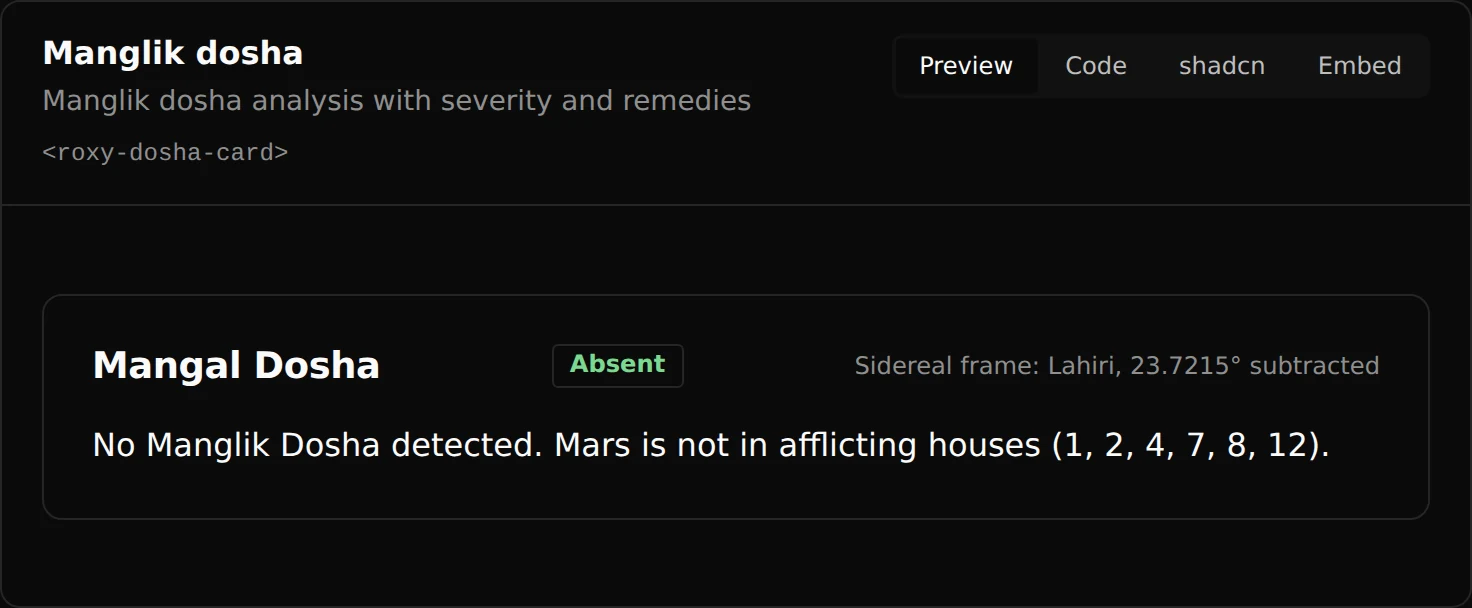 Manglik dosha
Manglik dosha analysis with severity and remedies
<roxy-dosha-card>
Preview Code shadcn Embed
Mangal Dosha Absent Sidereal frame: Lahiri, 23.7215° subtracted
No Manglik Dosha detected. Mars is not in afflicting houses (1, 2, 4, 7, 8, 12).